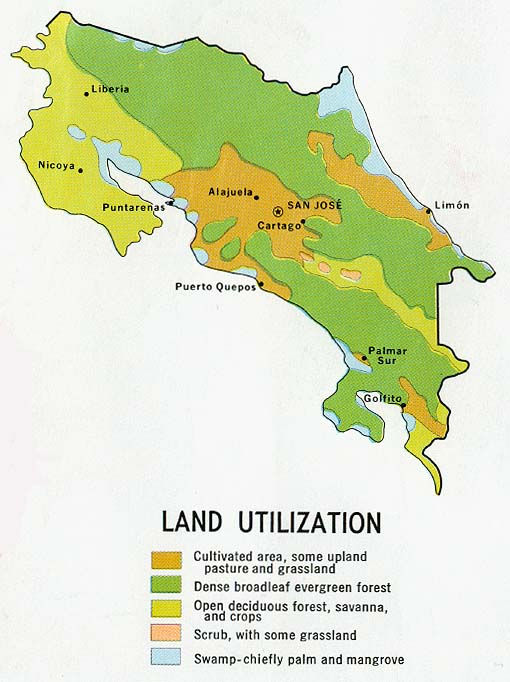 Liberia
Nicoya
Alajuela
SAN JOSÉ
Limón
Puntarenas
Cartago
Puerto Quepos
Palmar
Sur
Golfito
LAND UTILIZATION
Cultivated area, some upland
pasture and grassland
Dense broadleaf evergreen forest
Open deciduous forest, savanna,
and crops
Scrub, with some grassland
Swamp-chiefly palm and mangrove